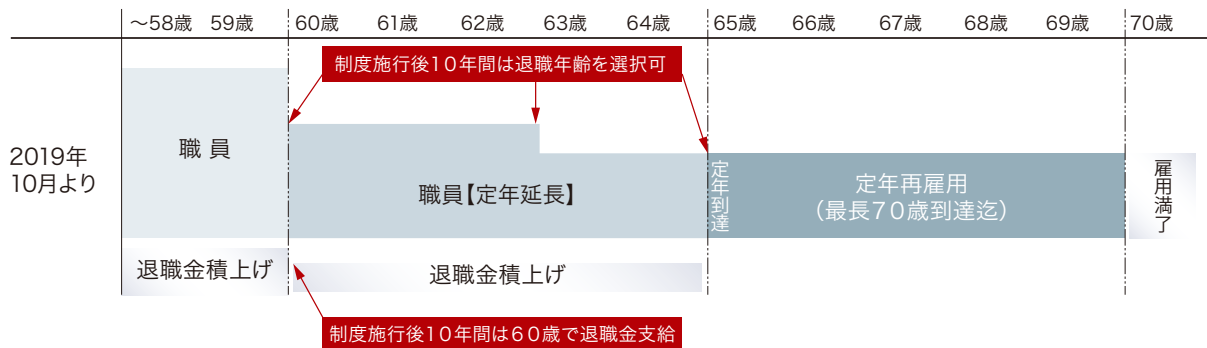 ～58歳 59歳 60歳 61歳 62歳 63歳 64歳 65歳 66歳 67歳 68歳 69歳 70歳
制度施行後10年間は退職年齢を選択可
2019年
10月より
職 員
職員【定年延長】
定年到達
定年再雇用
（最長70歳到達迄）
雇用満了
退職金積上げ
退職金積上げ
制度施行後10年間は60歳で退職金支給